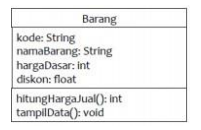 Barang
kode: String
namaBarang: String
hargaDasar: int
diskon: float
hitungHargaJual(): int
tampilData(): void